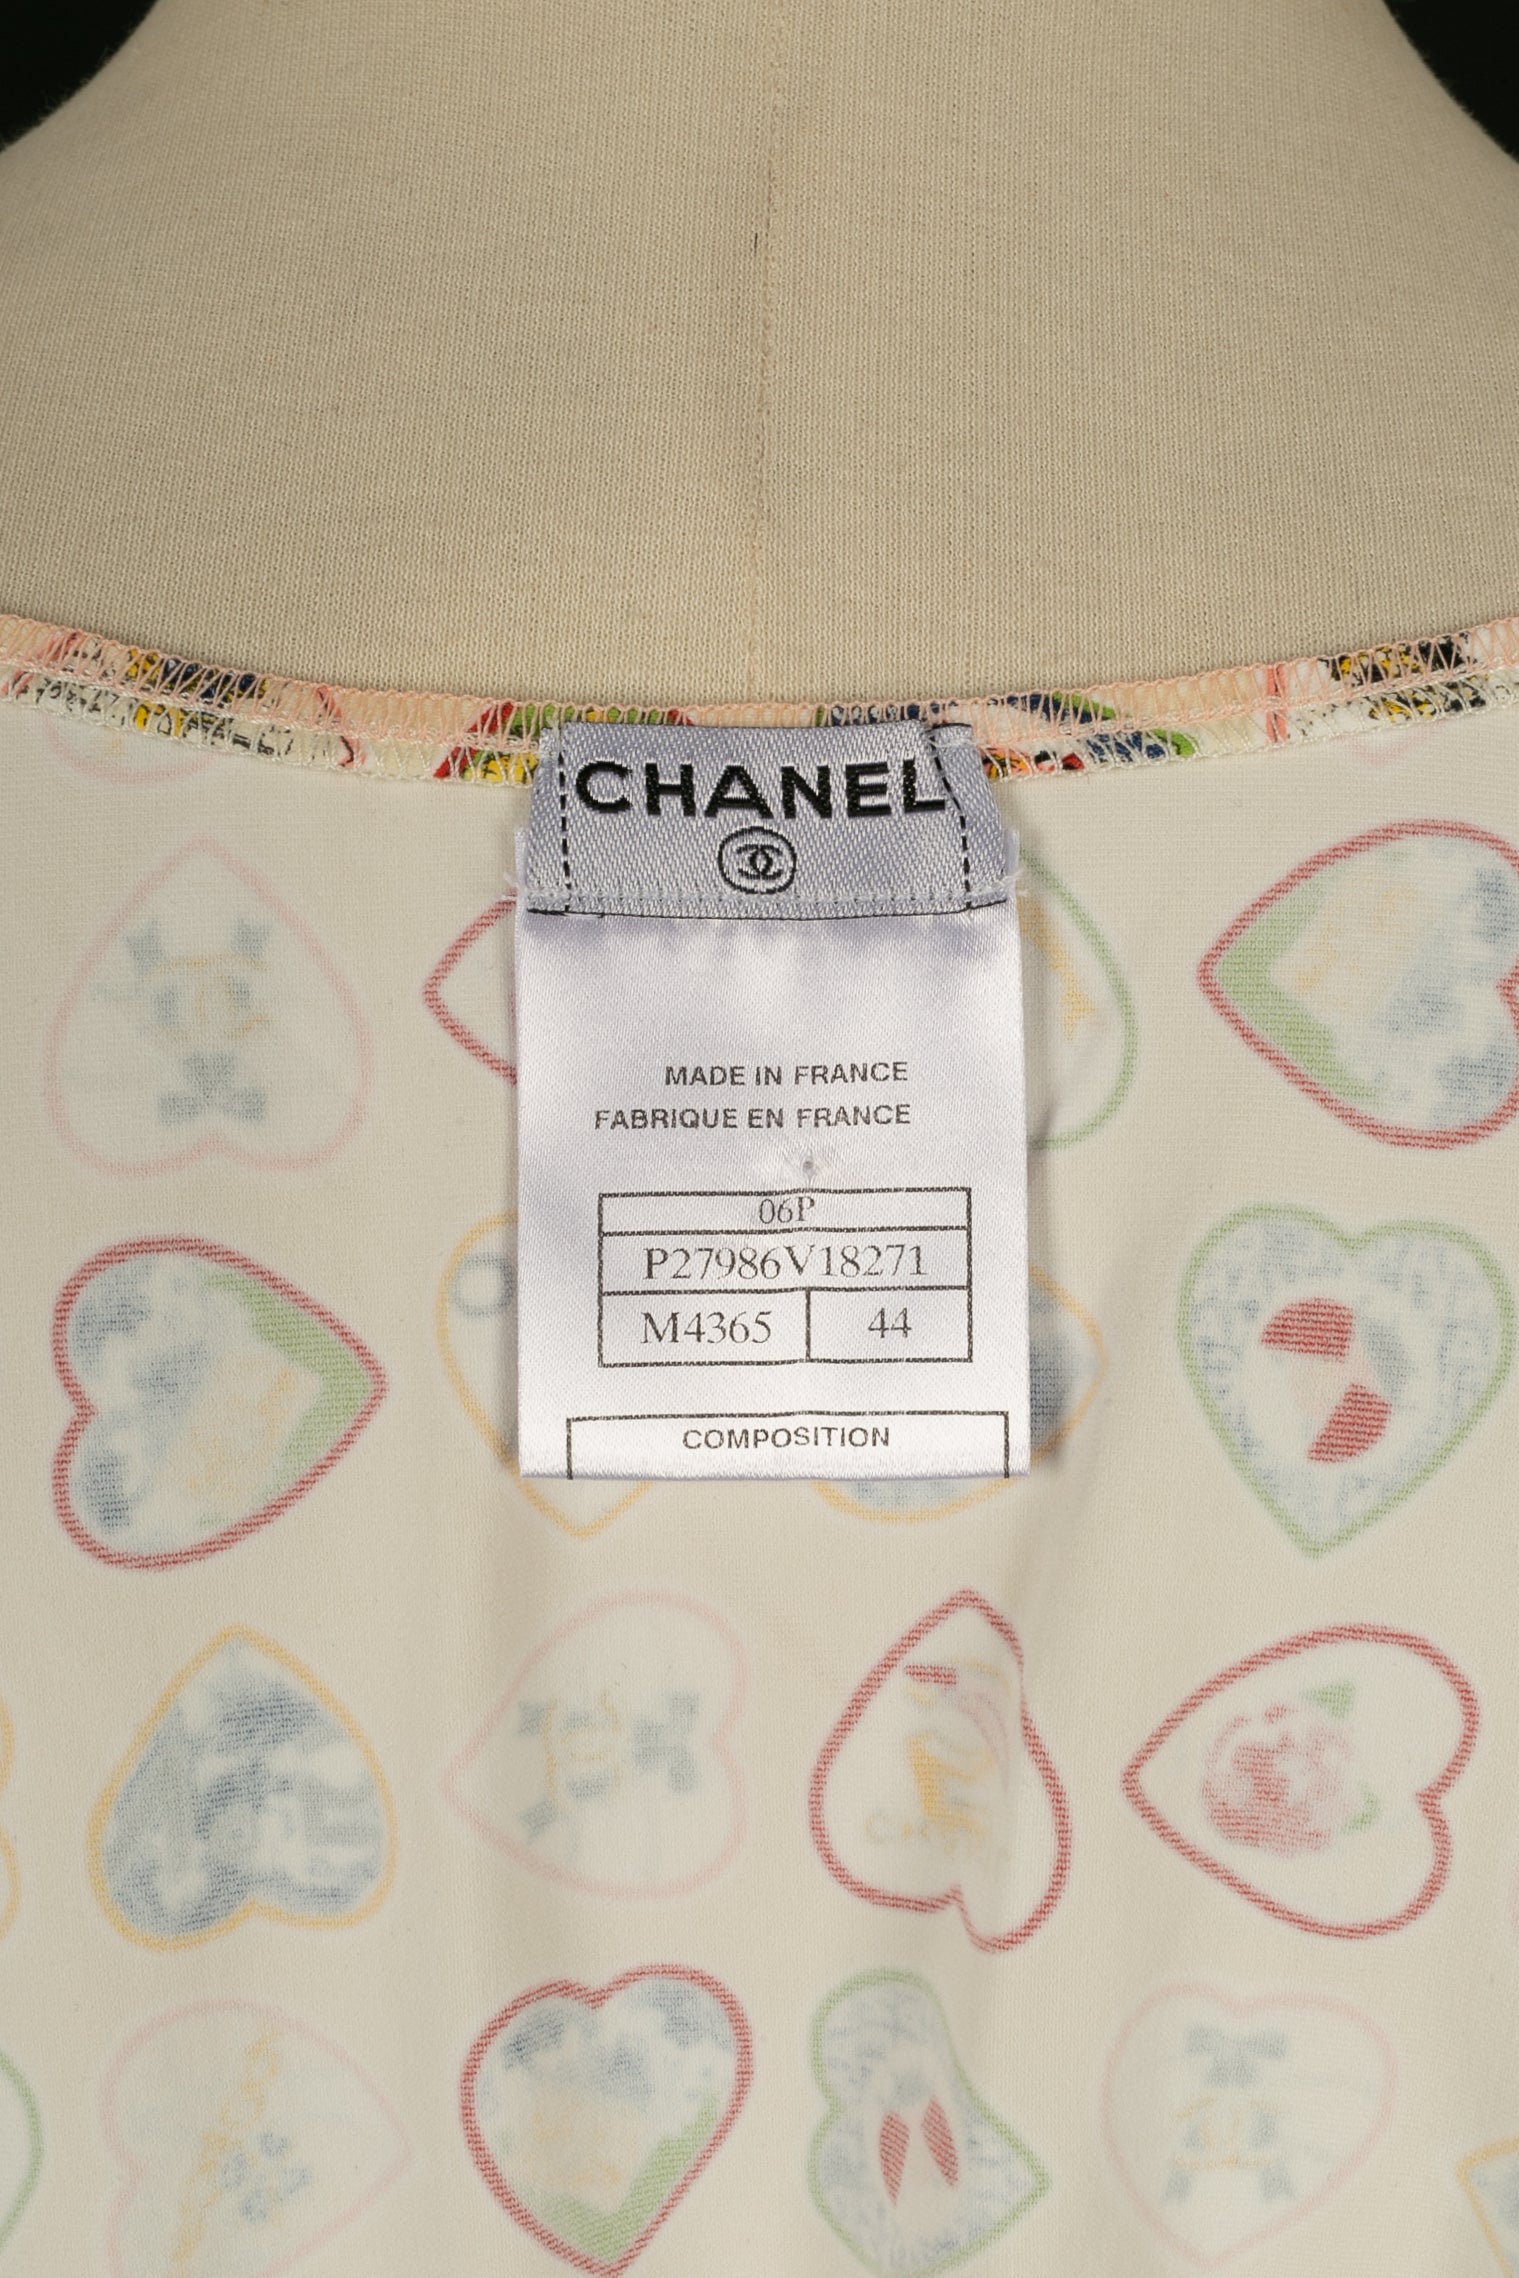 CHANEL
MADE IN FRANCE
FABRIQUE EN FRANCE
06P
P27986V18271
M4365 44
COMPOSITION